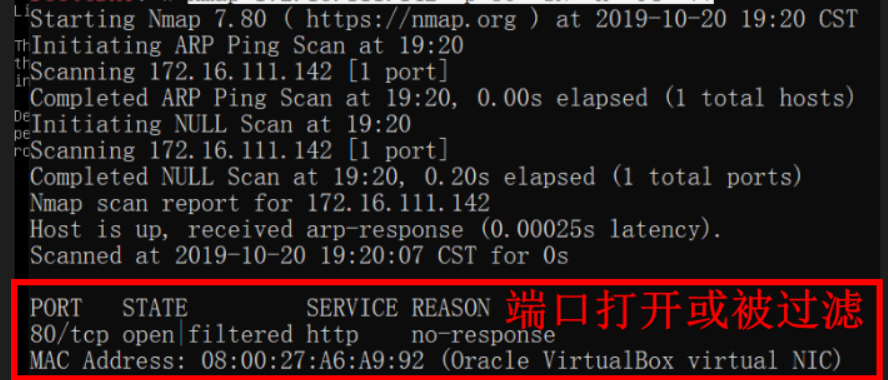 Starting Nmap 7.80 ( https://nmap.org ) at 2019-10-20 19:20 CST
Initiating ARP Ping Scan at 19:20
Scanning 172.16.111.142 [1 port]
Completed ARP Ping Scan at 19:20, 0.00s elapsed (1 total hosts)
Initiating NULL Scan at 19:20
Scanning 172.16.111.142 [1 port]
Completed NULL Scan at 19:20, 0.20s elapsed (1 total ports)
Nmap scan report for 172.16.111.142
Host is up, received arp-response (0.00025s latency).
Scanned at 2019-10-20 19:20:07 CST for 0s
PORT STATE SERVICE REASON 端口打开或被过滤
80/tcp open|filtered http no-response
MAC Address: 08:00:27:A6:A9:92 (Oracle VirtualBox virtual NIC)